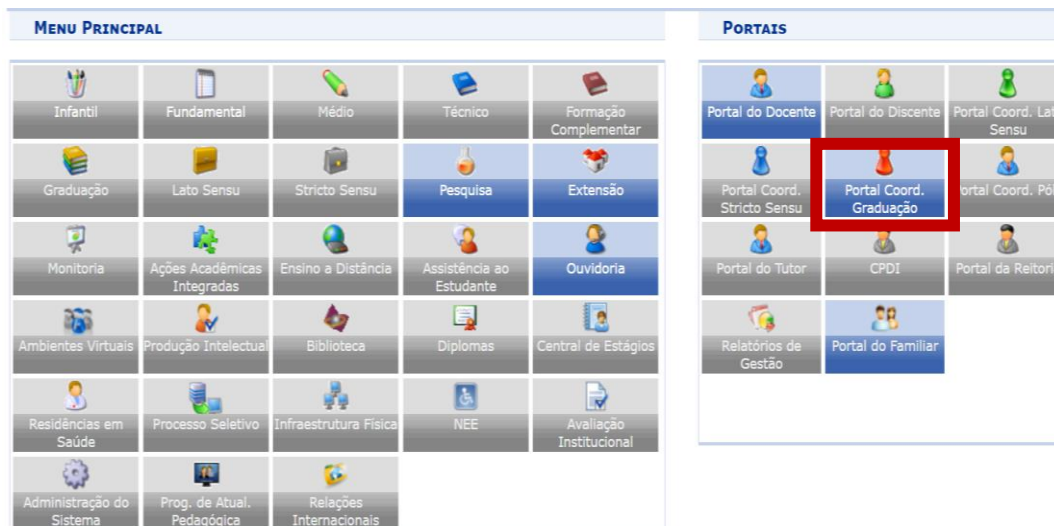 MENU PRINCIPAL
Infantil
Fundamental
Médio
Técnico
Formação
Complementar
Graduação
Lato Sensu
Stricto Sensu
Pesquisa
Extensão
Monitoria
Ações Acadêmicas
Integradas
Ensino a Distância
Assistência ao
Estudante
Ouvidoria
Ambientes Virtuais
Produção Intelectual
Biblioteca
Diplomas
Central de Estágios
Residências em
Saúde
Processo Seletivo
Infraestrutura Física
NEE
Avaliação
Institucional
Administração do
Sistema
Prog. de Atual.
Pedagógica
Relações
Internacionais
PORTAIS
Portal do Docente
Portal do Discente
Portal Coord. Lat
Sensu
Portal Coord.
Stricto Sensu
Portal Coord.
Graduação
Portal Coord.
Portal do Tutor
CPDI
Portal da Reitori
Relatórios de
Gestão
Portal do Familiar